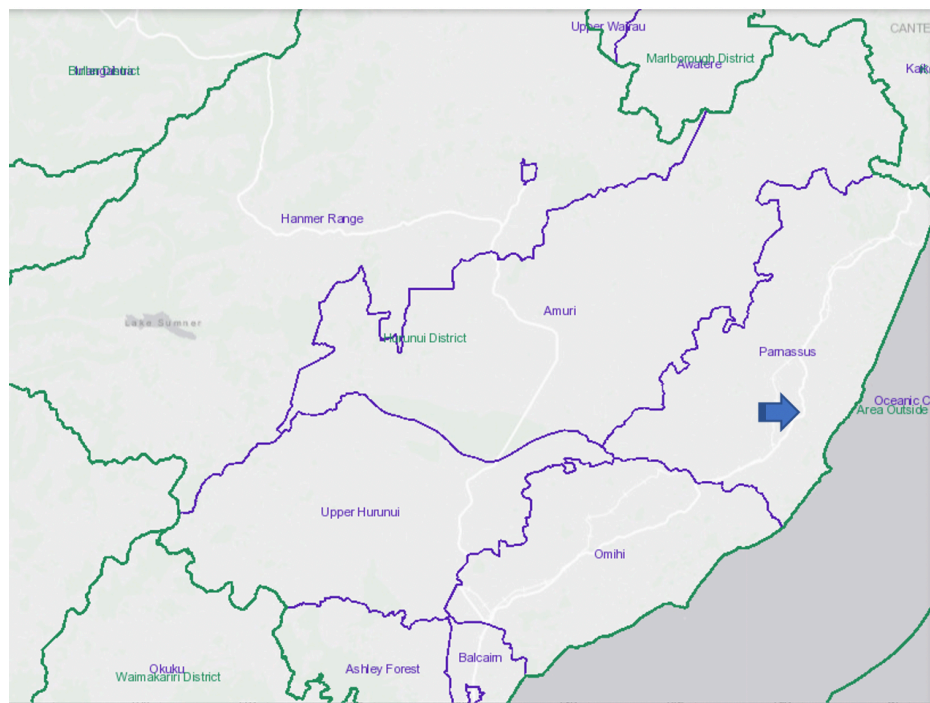 Upper Wairau
CANTE
Marlborough District
Awatere
Hanmer Range
Amuri
Lake Sumner
Hurunui District
Parnassus
Oceanic C
Area Outside
Upper Hurunui
Omihi
Balcairn
Okuku
Ashley Forest
Waimakariri District